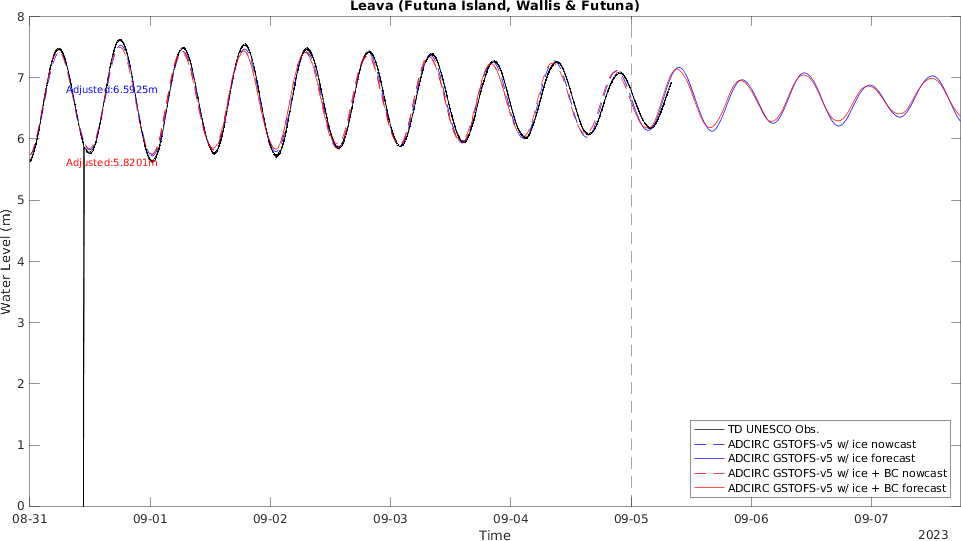 Leava (Futuna Island, Wallis & Futuna)
8
7
6
5
4
3
2
1
0
Water Level (m)
Adjusted:6.5925m
Adjusted:5.8201m
TD UNESCO Obs.
ADCIRC GSTOFS-v5 w/ ice nowcast
ADCIRC GSTOFS-v5 w/ ice forecast
ADCIRC GSTOFS-v5 w/ ice + BC nowcast
ADCIRC GSTOFS-v5 w/ ice + BC forecast
08-31 09-01 09-02 09-03 09-04 09-05 09-06 09-07
Time
2023